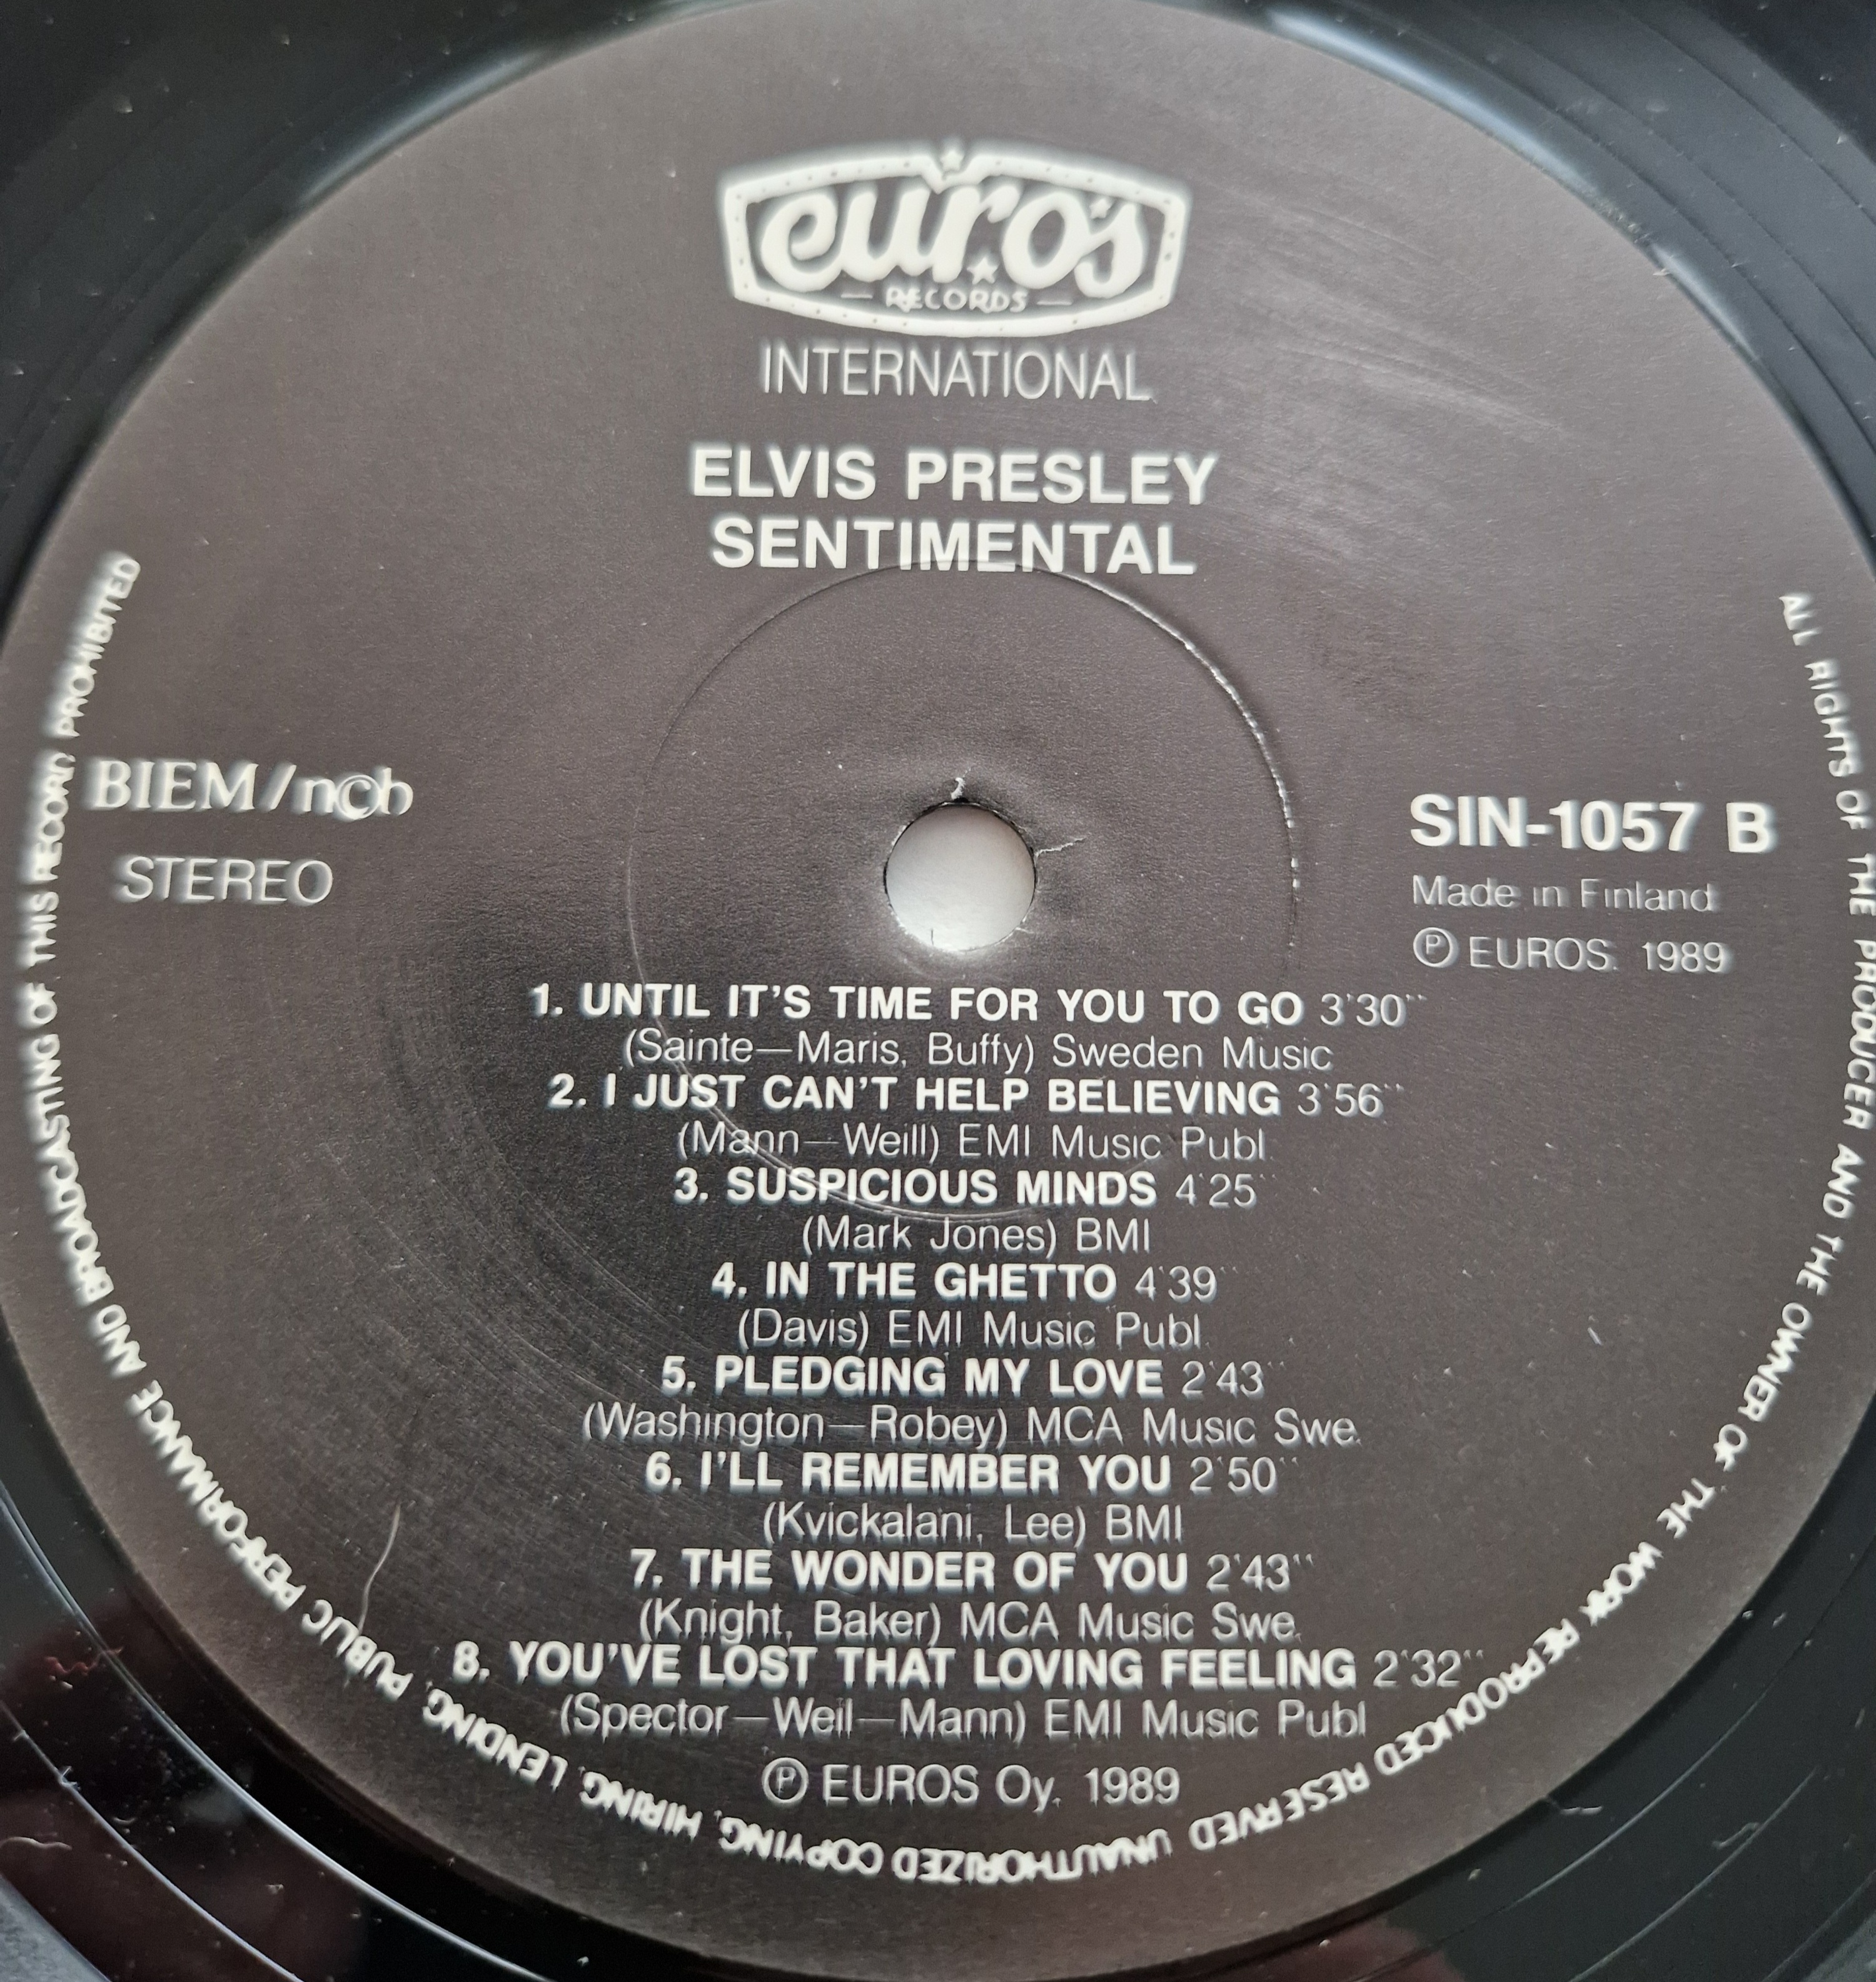 euro's
RECORDS
INTERNATIONAL
ELVIS PRESLEY
SENTIMENTAL
BIEM/ncb
STEREO
SIN-1057 B
Made in Finland
Ⓟ EUROS. 1989
1. UNTIL IT'S TIME FOR YOU TO GO 3'30''
(Sainte—Maris, Buffy) Sweden Music
2. I JUST CAN'T HELP BELIEVING 3'56''
(Mann—Weill) EMI Music Publ
3. SUSPICIOUS MINDS 4'25''
(Mark Jones) BMI
4. IN THE GHETTO 4'39''
(Davis) EMI Music Publ.
5. PLEDGING MY LOVE 2'43''
(Washington—Robey) MCA Music Swe.
6. I'LL REMEMBER YOU 2'50''
(Kvickalani, Lee) BMI
7. THE WONDER OF YOU 2'43''
(Knight, Baker) MCA Music Swe.
8. YOU'VE LOST THAT LOVING FEELING 2'32''
(Spector—Weil—Mann) EMI Music Publ
Ⓟ EUROS Oy. 1989
ALL RIGHTS OF THE PRODUCER AND THE OWNER OF THE WORK REPRODUCED RESERVED UNAUTHORIZED COPYING, HIRING, LENDING, PUBLIC PERFORMANCE AND BROADCASTING OF THIS RECORD PROHIBITED